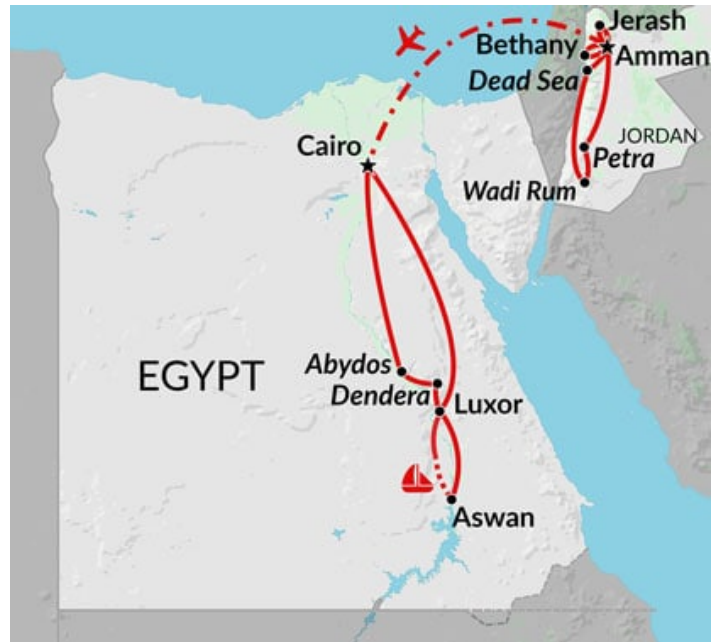 Jerash
Bethany
Amman
Dead Sea
JORDAN
Cairo
Petra
Wadi Rum
Abydos
EGYPT
Dendera
Luxor
Aswan